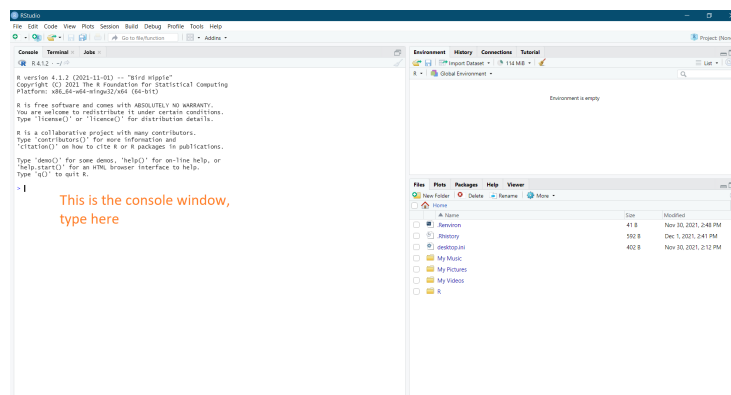 RStudio
File Edit Code View Plots Session Build Debug Profile Tools Help
Go to file/function Addins Project: (Non
Console Terminal Jobs
R 4.1.2 · ~/
R version 4.1.2 (2021-11-01) -- "Bird Hippie"
Copyright (C) 2021 The R Foundation for Statistical Computing
Platform: x86_64-w64-mingw32/x64 (64-bit)
R is free software and comes with ABSOLUTELY NO WARRANTY.
You are welcome to redistribute it under certain conditions.
Type 'license()' or 'licence()' for distribution details.
R is a collaborative project with many contributors.
Type 'contributors()' for more information and
'citation()' on how to cite R or R packages in publications.
Type 'demo()' for some demos, 'help()' for on-line help, or
'help.start()' for an HTML browser interface to help.
Type 'q()' to quit R.
>
This is the console window,
type here
Environment History Connections Tutorial
Import Dataset 114 MiB List
R Global Environment
Environment is empty
Files Plots Packages Help Viewer
New Folder Delete Rename More
Home
Name Size Modified
.Renviron 41 B Nov 30, 2021, 2:48 PM
.Rhistory 592 B Dec 1, 2021, 2:41 PM
desktop.ini 402 B Nov 30, 2021, 2:12 PM
My Music
My Pictures
My Videos
R